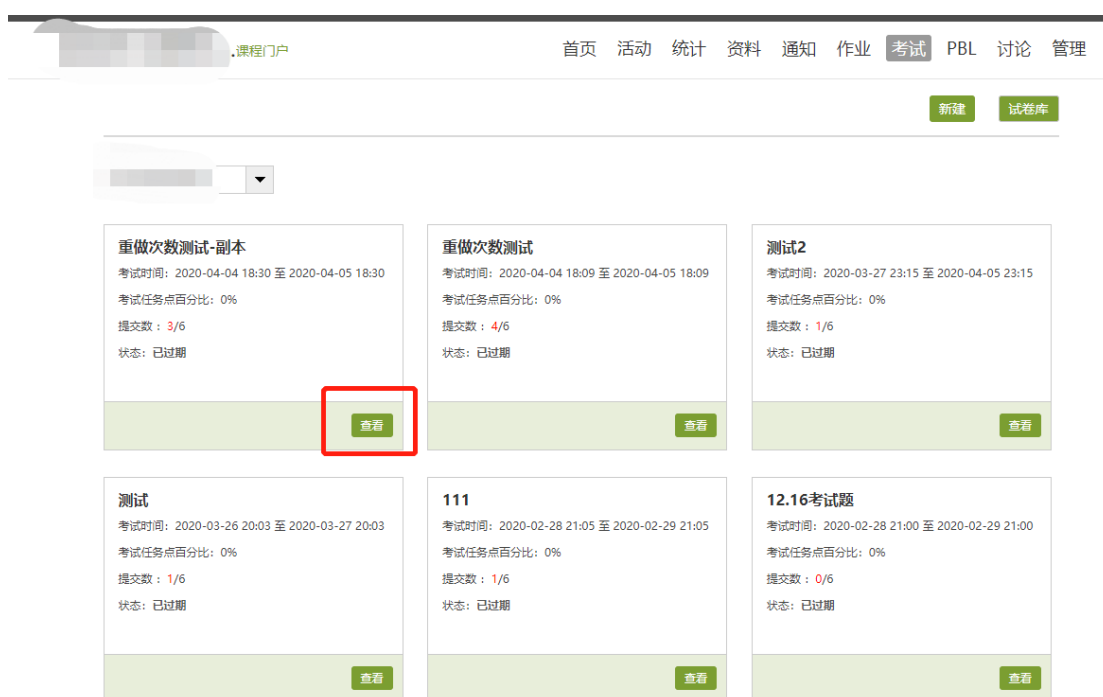 .课程门户
首页 活动 统计 资料 通知 作业 考试 PBL 讨论 管理
新建 试卷库
重做次数测试-副本
考试时间：2020-04-04 18:30 至 2020-04-05 18:30
考试任务点百分比：0%
提交数 ：3/6
状态：已过期
查看
重做次数测试
考试时间：2020-04-04 18:09 至 2020-04-05 18:09
考试任务点百分比：0%
提交数 ：4/6
状态：已过期
查看
测试2
考试时间：2020-03-27 23:15 至 2020-04-05 23:15
考试任务点百分比：0%
提交数 ：1/6
状态：已过期
查看
测试
考试时间：2020-03-26 20:03 至 2020-03-27 20:03
考试任务点百分比：0%
提交数 ：1/6
状态：已过期
查看
111
考试时间：2020-02-28 21:05 至 2020-02-29 21:05
考试任务点百分比：0%
提交数 ：1/6
状态：已过期
查看
12.16考试题
考试时间：2020-02-28 21:00 至 2020-02-29 21:00
考试任务点百分比：0%
提交数 ：0/6
状态：已过期
查看